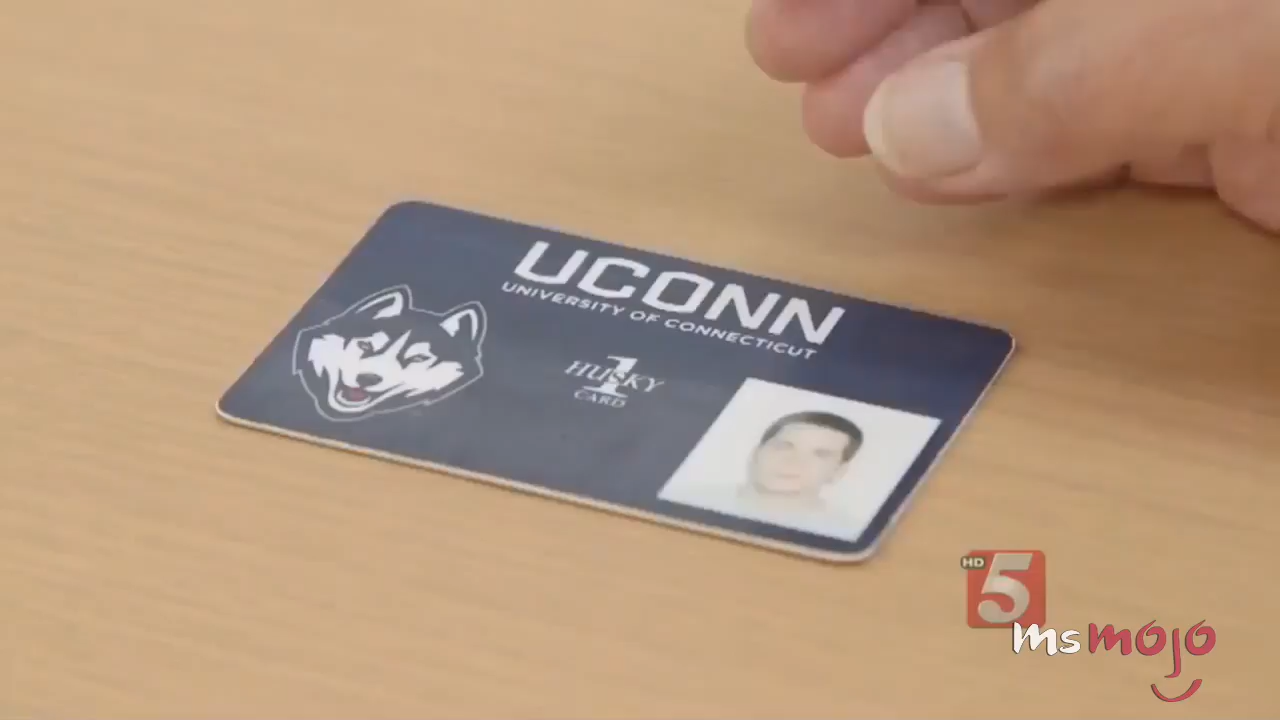 UCONN
UNIVERSITY OF CONNECTICUT
HUSKY
1
CARD
HD
5
msmojo